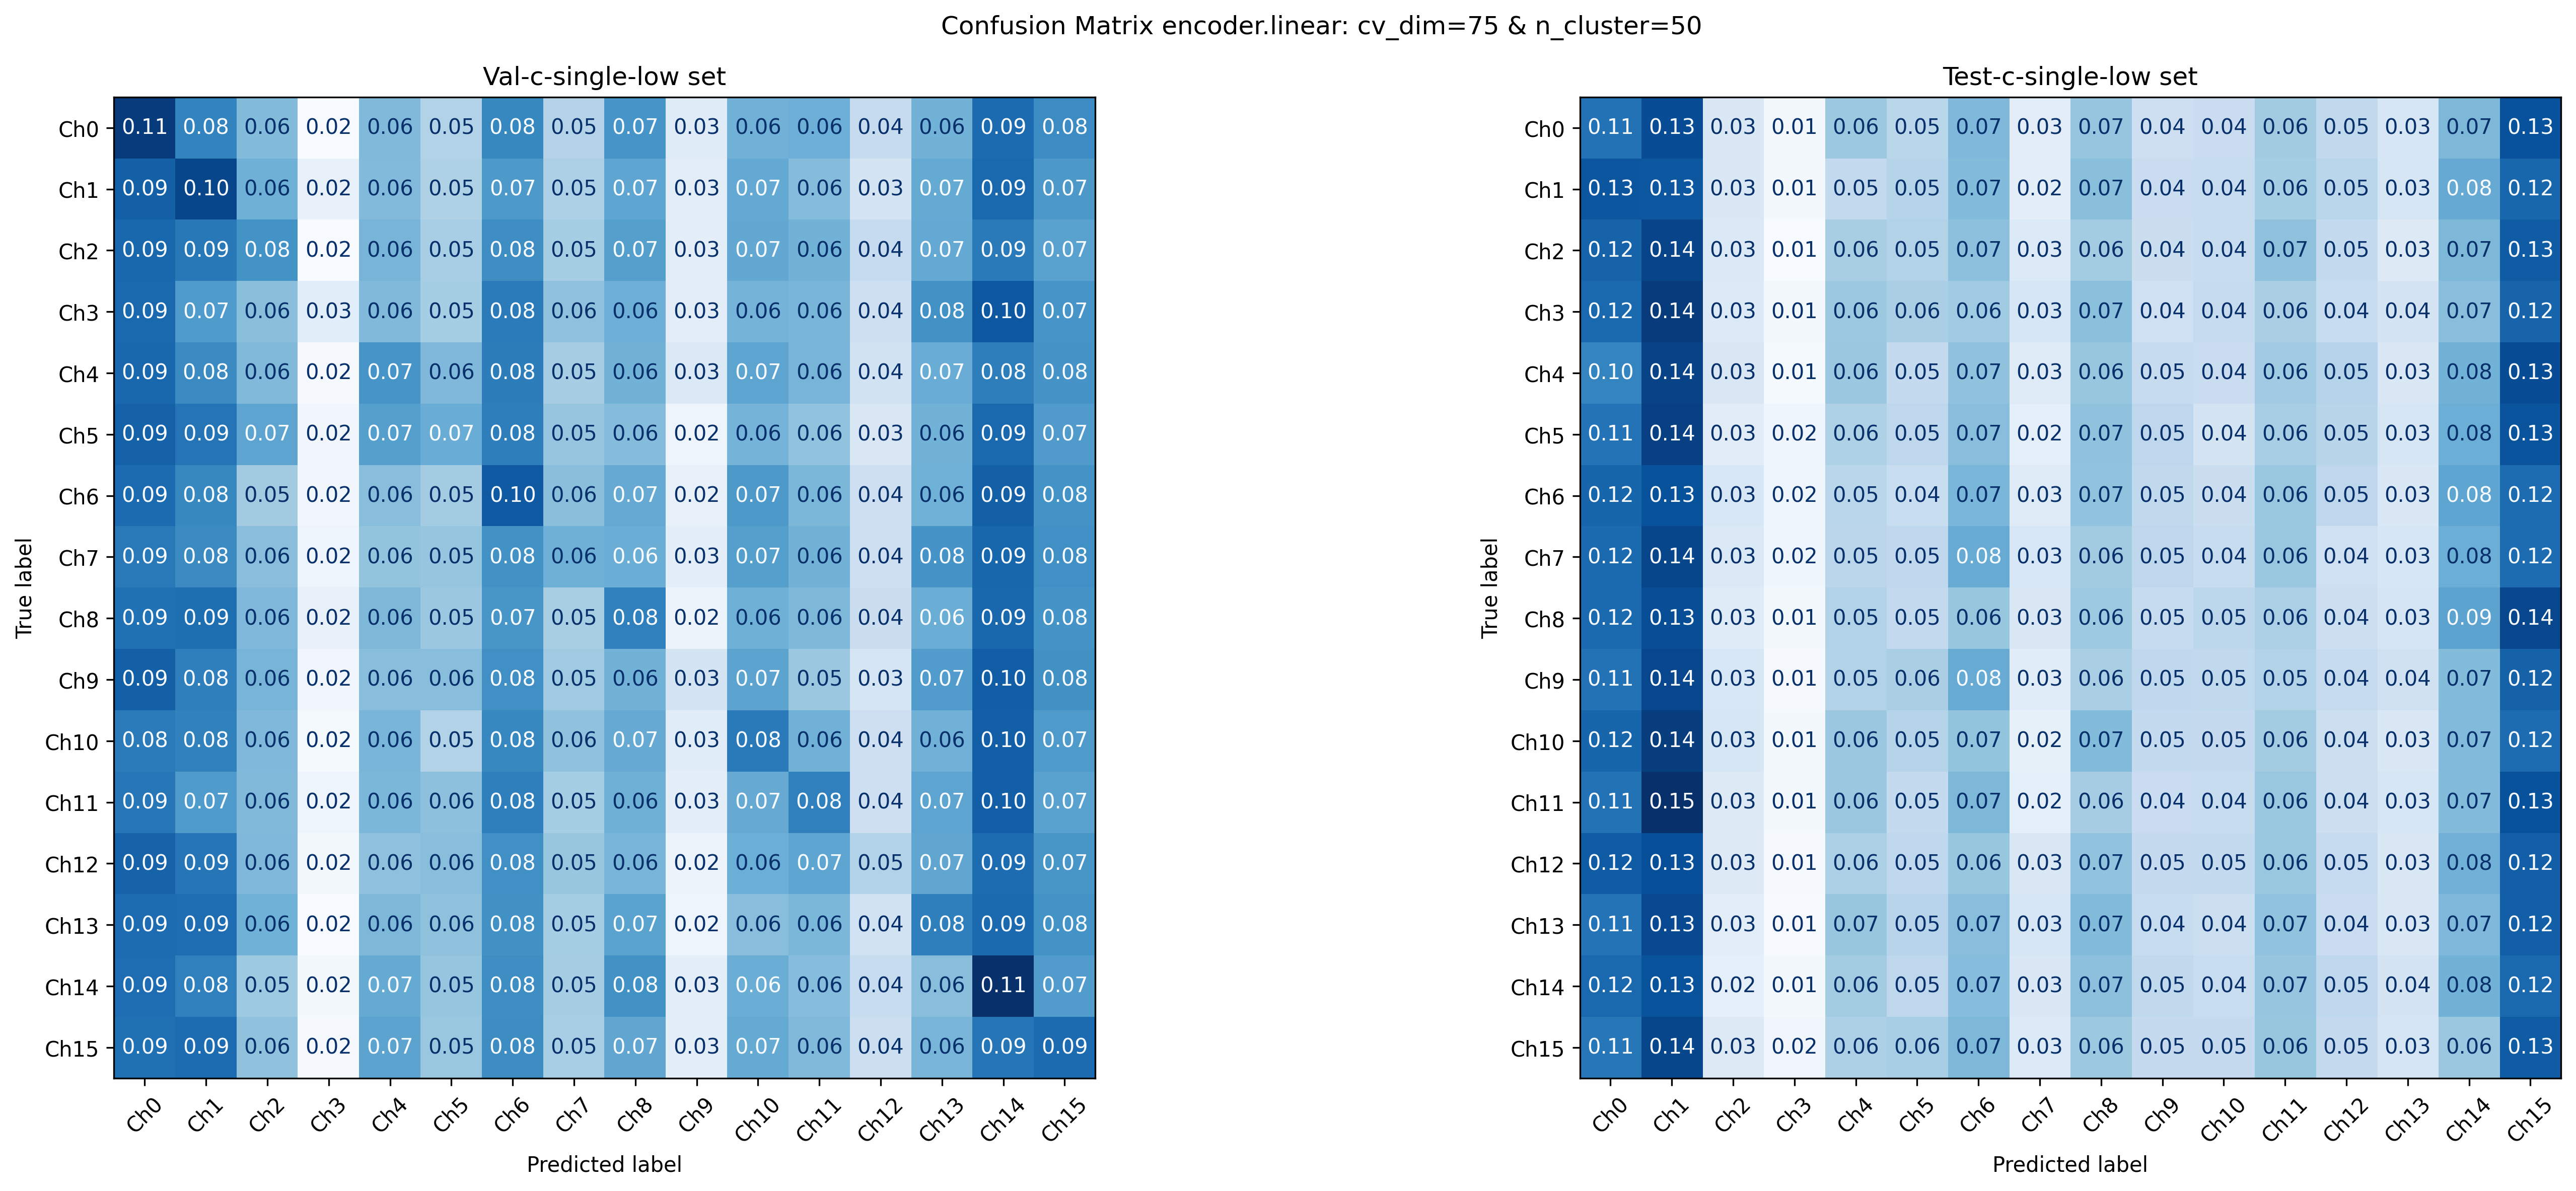 Confusion Matrix encoder.linear: cv_dim=75 & n_cluster=50
Val-c-single-low set
True label
Ch0 0.11 0.08 0.06 0.02 0.06 0.05 0.08 0.05 0.07 0.03 0.06 0.06 0.04 0.06 0.09 0.08
Ch1 0.09 0.10 0.06 0.02 0.06 0.05 0.07 0.05 0.07 0.03 0.07 0.06 0.03 0.07 0.09 0.07
Ch2 0.09 0.09 0.08 0.02 0.06 0.05 0.08 0.05 0.07 0.03 0.07 0.06 0.04 0.07 0.09 0.07
Ch3 0.09 0.07 0.06 0.03 0.06 0.05 0.08 0.06 0.06 0.03 0.06 0.06 0.04 0.08 0.10 0.07
Ch4 0.09 0.08 0.06 0.02 0.07 0.06 0.08 0.05 0.06 0.03 0.07 0.06 0.04 0.07 0.08 0.08
Ch5 0.09 0.09 0.07 0.02 0.07 0.07 0.08 0.05 0.06 0.02 0.06 0.06 0.03 0.06 0.09 0.07
Ch6 0.09 0.08 0.05 0.02 0.06 0.05 0.10 0.06 0.07 0.02 0.07 0.06 0.04 0.06 0.09 0.08
Ch7 0.09 0.08 0.06 0.02 0.06 0.05 0.08 0.06 0.06 0.03 0.07 0.06 0.04 0.08 0.09 0.08
Ch8 0.09 0.09 0.06 0.02 0.06 0.05 0.07 0.05 0.08 0.02 0.06 0.06 0.04 0.06 0.09 0.08
Ch9 0.09 0.08 0.06 0.02 0.06 0.06 0.08 0.05 0.06 0.03 0.07 0.05 0.03 0.07 0.10 0.08
Ch10 0.08 0.08 0.06 0.02 0.06 0.05 0.08 0.06 0.07 0.03 0.08 0.06 0.04 0.06 0.10 0.07
Ch11 0.09 0.07 0.06 0.02 0.06 0.06 0.08 0.05 0.06 0.03 0.07 0.08 0.04 0.07 0.10 0.07
Ch12 0.09 0.09 0.06 0.02 0.06 0.06 0.08 0.05 0.06 0.02 0.06 0.07 0.05 0.07 0.09 0.07
Ch13 0.09 0.09 0.06 0.02 0.06 0.06 0.08 0.05 0.07 0.02 0.06 0.06 0.04 0.08 0.09 0.08
Ch14 0.09 0.08 0.05 0.02 0.07 0.05 0.08 0.05 0.08 0.03 0.06 0.06 0.04 0.06 0.11 0.07
Ch15 0.09 0.09 0.06 0.02 0.07 0.05 0.08 0.05 0.07 0.03 0.07 0.06 0.04 0.06 0.09 0.09
Ch0 Ch1 Ch2 Ch3 Ch4 Ch5 Ch6 Ch7 Ch8 Ch9 Ch10 Ch11 Ch12 Ch13 Ch14 Ch15
Predicted label
Test-c-single-low set
True label
Ch0 0.11 0.13 0.03 0.01 0.06 0.05 0.07 0.03 0.07 0.04 0.04 0.06 0.05 0.03 0.07 0.13
Ch1 0.13 0.13 0.03 0.01 0.05 0.05 0.07 0.02 0.07 0.04 0.04 0.06 0.05 0.03 0.08 0.12
Ch2 0.12 0.14 0.03 0.01 0.06 0.05 0.07 0.03 0.06 0.04 0.04 0.07 0.05 0.03 0.07 0.13
Ch3 0.12 0.14 0.03 0.01 0.06 0.06 0.06 0.03 0.07 0.04 0.04 0.06 0.04 0.04 0.07 0.12
Ch4 0.10 0.14 0.03 0.01 0.06 0.05 0.07 0.03 0.06 0.05 0.04 0.06 0.05 0.03 0.08 0.13
Ch5 0.11 0.14 0.03 0.02 0.06 0.05 0.07 0.02 0.07 0.05 0.04 0.06 0.05 0.03 0.08 0.13
Ch6 0.12 0.13 0.03 0.02 0.05 0.04 0.07 0.03 0.07 0.05 0.04 0.06 0.05 0.03 0.08 0.12
Ch7 0.12 0.14 0.03 0.02 0.05 0.05 0.08 0.03 0.06 0.05 0.04 0.06 0.04 0.03 0.08 0.12
Ch8 0.12 0.13 0.03 0.01 0.05 0.05 0.06 0.03 0.06 0.05 0.05 0.06 0.04 0.03 0.09 0.14
Ch9 0.11 0.14 0.03 0.01 0.05 0.06 0.08 0.03 0.06 0.05 0.05 0.05 0.04 0.04 0.07 0.12
Ch10 0.12 0.14 0.03 0.01 0.06 0.05 0.07 0.02 0.07 0.05 0.05 0.06 0.04 0.03 0.07 0.12
Ch11 0.11 0.15 0.03 0.01 0.06 0.05 0.07 0.02 0.06 0.04 0.04 0.06 0.04 0.03 0.07 0.13
Ch12 0.12 0.13 0.03 0.01 0.06 0.05 0.06 0.03 0.07 0.05 0.05 0.06 0.05 0.03 0.08 0.12
Ch13 0.11 0.13 0.03 0.01 0.07 0.05 0.07 0.03 0.07 0.04 0.04 0.07 0.04 0.03 0.07 0.12
Ch14 0.12 0.13 0.02 0.01 0.06 0.05 0.07 0.03 0.07 0.05 0.04 0.07 0.05 0.04 0.08 0.12
Ch15 0.11 0.14 0.03 0.02 0.06 0.06 0.07 0.03 0.06 0.05 0.05 0.06 0.05 0.03 0.06 0.13
Ch0 Ch1 Ch2 Ch3 Ch4 Ch5 Ch6 Ch7 Ch8 Ch9 Ch10 Ch11 Ch12 Ch13 Ch14 Ch15
Predicted label